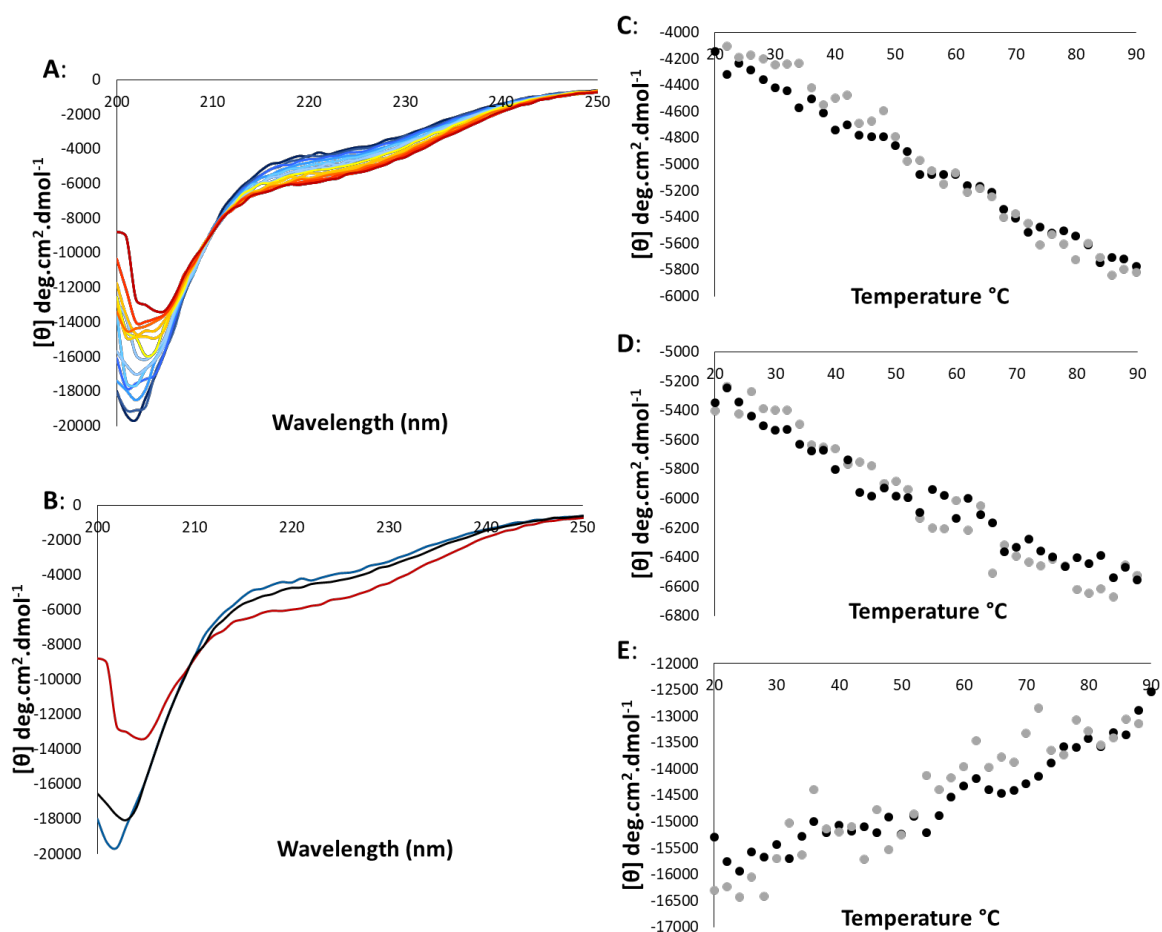 A:
0
200 210 220 230 240 250
-2000
-4000
-6000
-8000
-10000
-12000
-14000
-16000
-18000
-20000
[θ] deg.cm².dmol⁻¹
Wavelength (nm)
B:
0
200 210 220 230 240 250
-2000
-4000
-6000
-8000
-10000
-12000
-14000
-16000
-18000
-20000
[θ] deg.cm².dmol⁻¹
Wavelength (nm)
C:
-4000
20 30 40 50 60 70 80 90
-4200
-4400
-4600
-4800
-5000
-5200
-5400
-5600
-5800
-6000
[θ] deg.cm².dmol⁻¹
Temperature °C
D:
-5000
20 30 40 50 60 70 80 90
-5200
-5400
-5600
-5800
-6000
-6200
-6400
-6600
-6800
[θ] deg.cm².dmol⁻¹
Temperature °C
E:
-12000
20 30 40 50 60 70 80 90
-12500
-13000
-13500
-14000
-14500
-15000
-15500
-16000
-16500
-17000
[θ] deg.cm².dmol⁻¹
Temperature °C